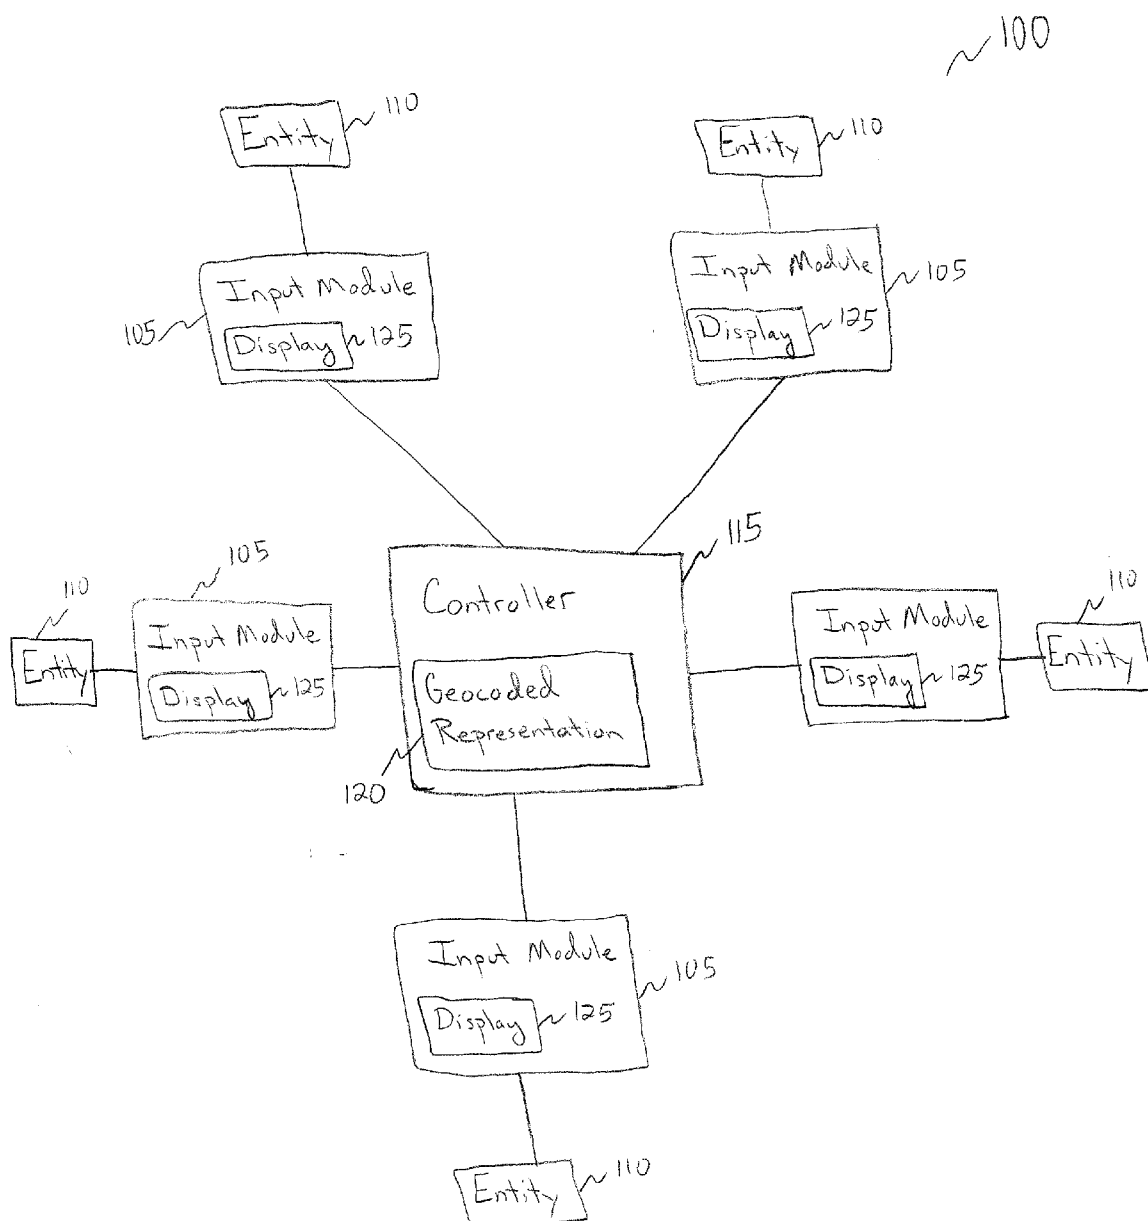 100
Entity
110
Entity
110
Input Module
105
Display
125
Input Module
105
Display
125
115
Controller
Geocoded
Representation
120
105
110
Entity
Input Module
Display
125
Input Module
Display
125
110
Entity
Input Module
105
Display
125
Entity
110